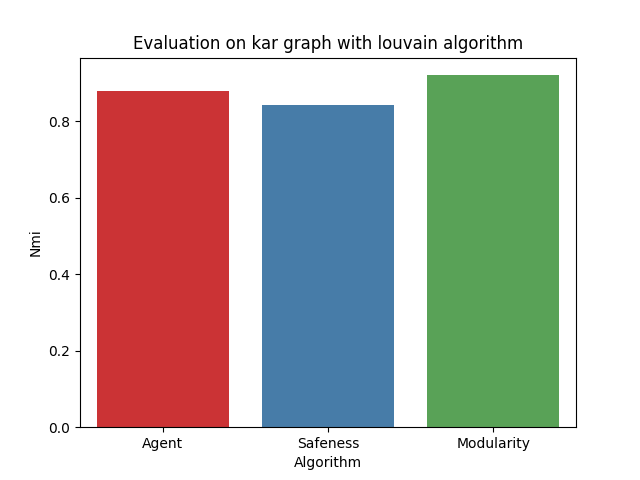 Evaluation on kar graph with louvain algorithm
0.8
0.6
0.4
0.2
0.0
Nmi
Agent Safeness Modularity
Algorithm